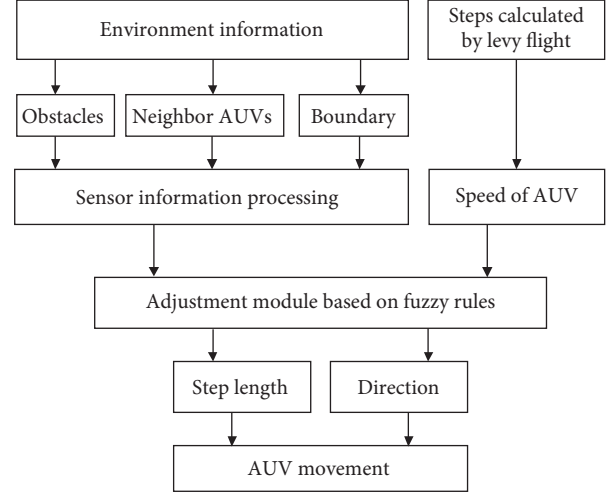 Environment information
Steps calculated
by levy flight
Obstacles
Neighbor AUVs
Boundary
Sensor information processing
Speed of AUV
Adjustment module based on fuzzy rules
Step length
Direction
AUV movement